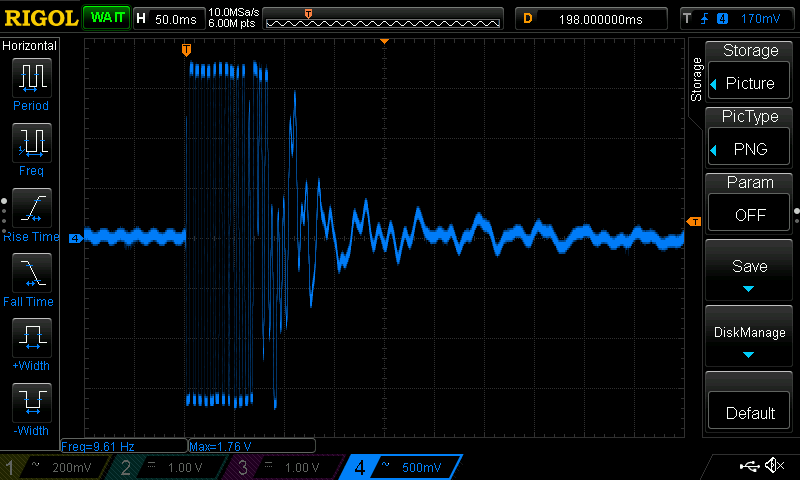 RIGOL WAIT H 50.0ms 10.0MSa/s D 198.000000ms T 4 170mV
6.00M pts
T
Horizontal
Period
Freq
Rise Time
Fall Time
+Width
-Width
T
4
T
Freq=9.61 Hz Max=1.76 V
Storage
Storage
Picture
PicType
PNG
Param
OFF
Save
DiskManage
Default
1 ~ 200mV 2 1.00 V 3 1.00 V 4 ~ 500mV